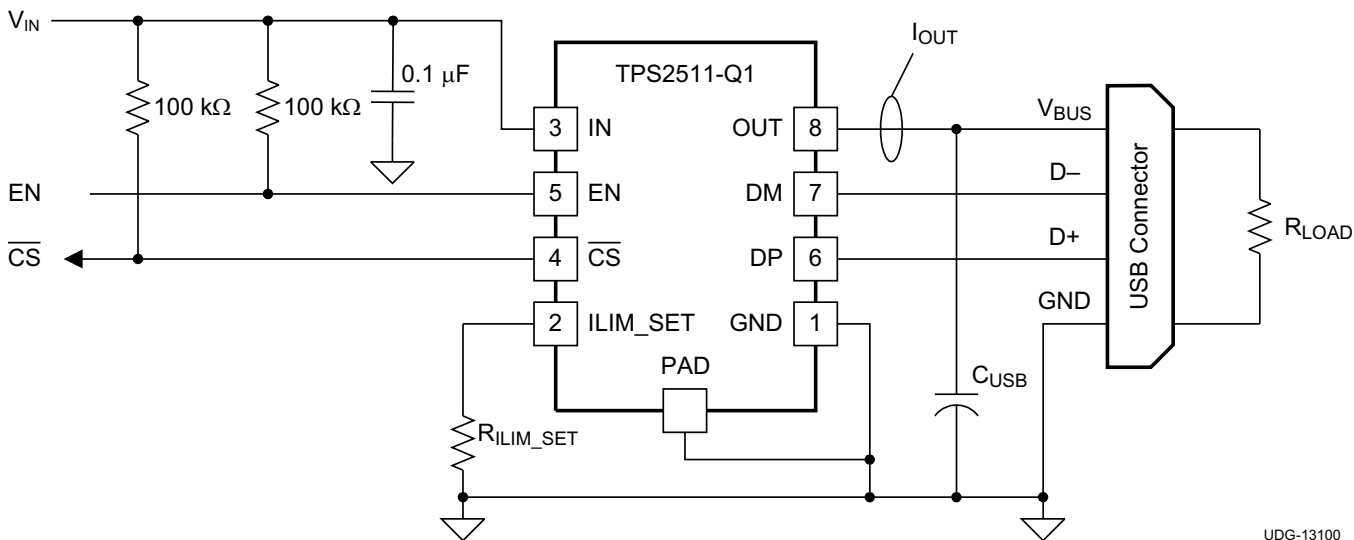 V_IN
I_OUT
0.1 μF
TPS2511-Q1
100 kΩ
100 kΩ
3 IN
OUT 8
V_BUS
EN
5 EN
DM 7
D–
CS
4 CS
DP 6
D+
R_LOAD
USB Connector
2 ILIM_SET
GND 1
GND
PAD
C_USB
R_ILIM_SET
UDG-13100